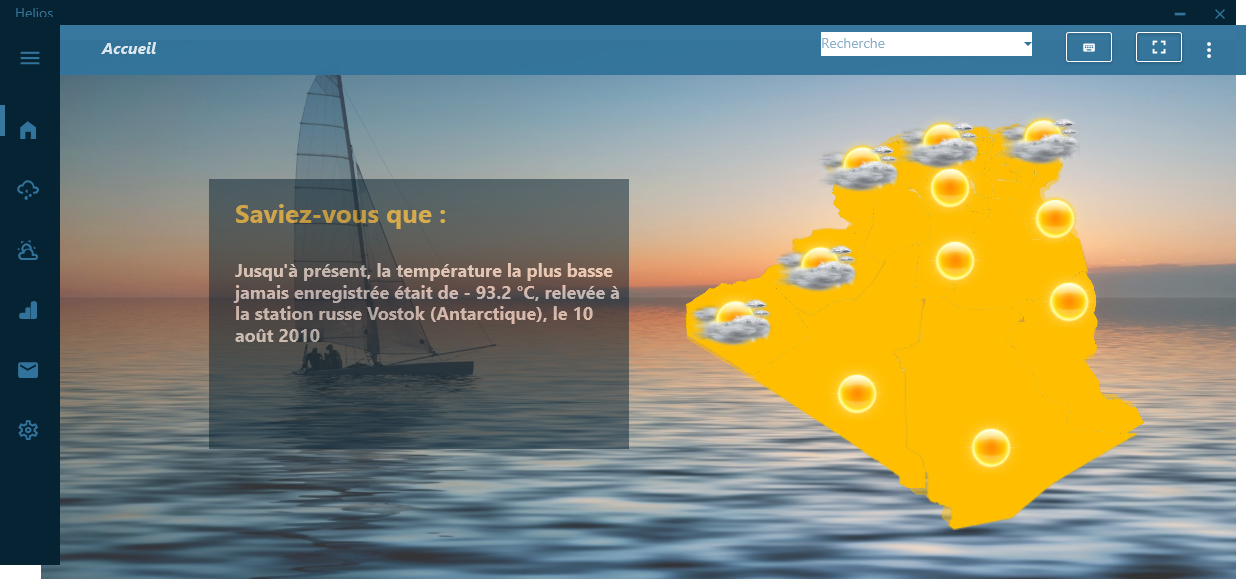 Helios
Accueil
Recherche
Saviez-vous que :
Jusqu'à présent, la température la plus basse
jamais enregistrée était de - 93.2 °C, relevée à
la station russe Vostok (Antarctique), le 10
août 2010